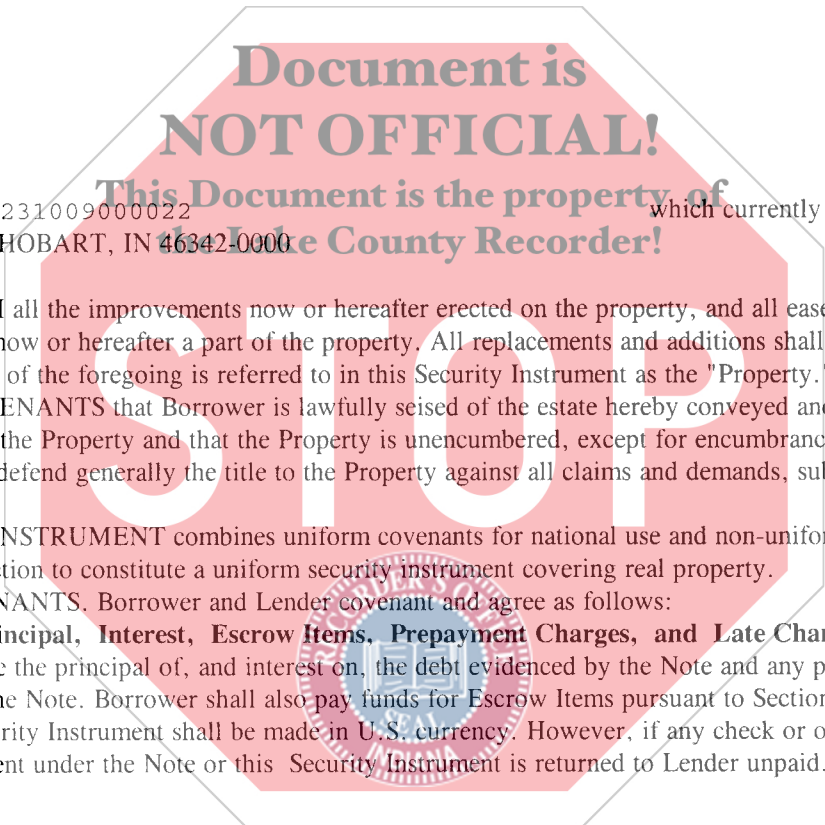 Document is
NOT OFFICIAL!
This Document is the property of
the Lake County Recorder!
231009000022 which currently
HOBART, IN 46342-0000
all the improvements now or hereafter erected on the property, and all
now or hereafter a part of the property. All replacements and additions shall
of the foregoing is referred to in this Security Instrument as the "Property."
ENANTS that Borrower is lawfully seised of the estate hereby conveyed and
the Property and that the Property is unencumbered, except for encumbranc
defend generally the title to the Property against all claims and demands, su
STOP
NSTRUMENT combines uniform covenants for national use and non-unifor
tion to constitute a uniform security instrument covering real property.
NANTS. Borrower and Lender covenant and agree as follows:
incipal, Interest, Escrow Items, Prepayment Charges, and Late Char
e the principal of, and interest on, the debt evidenced by the Note and any p
he Note. Borrower shall also pay funds for Escrow Items pursuant to Section
rity Instrument shall be made in U.S. currency. However, if any check or o
ent under the Note or this Security Instrument is returned to Lender unpaid.
RECORDER'S OFFICE
SEAL
INDIANA